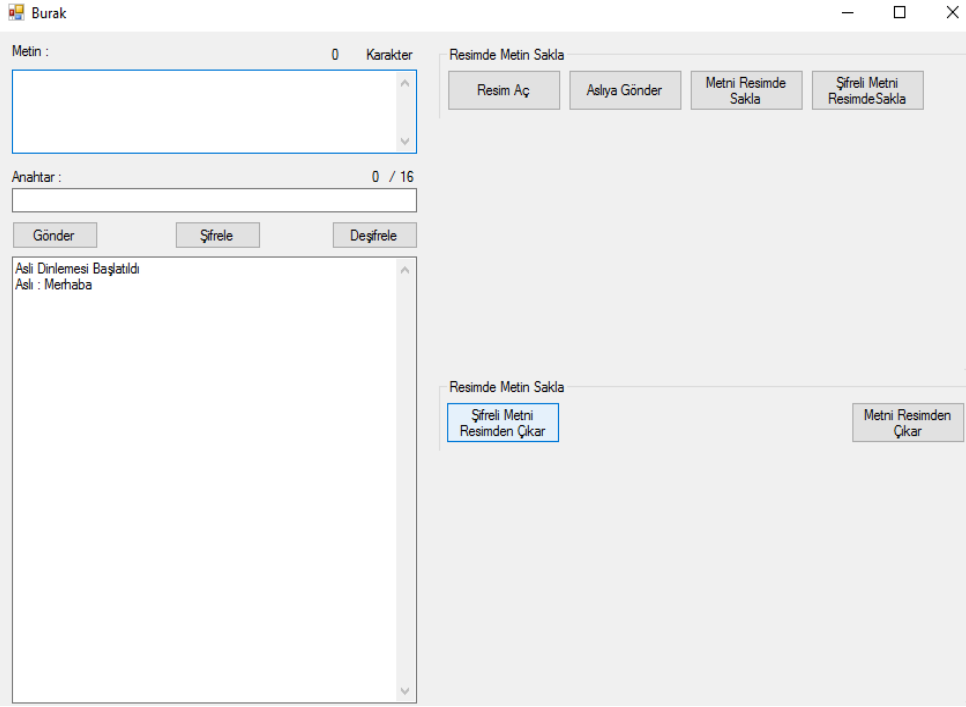 Burak
Metin :
0 Karakter
Anahtar :
0 / 16
Gönder
Şifrele
Deşifrele
Asli Dinlemesi Başlatıldı
Aslı : Merhaba
Resimde Metin Sakla
Resim Aç
Aslıya Gönder
Metni Resimde
Sakla
Şifreli Metni
ResimdeSakla
Resimde Metin Sakla
Şifreli Metni
Resimden Çıkar
Metni Resimden
Çıkar